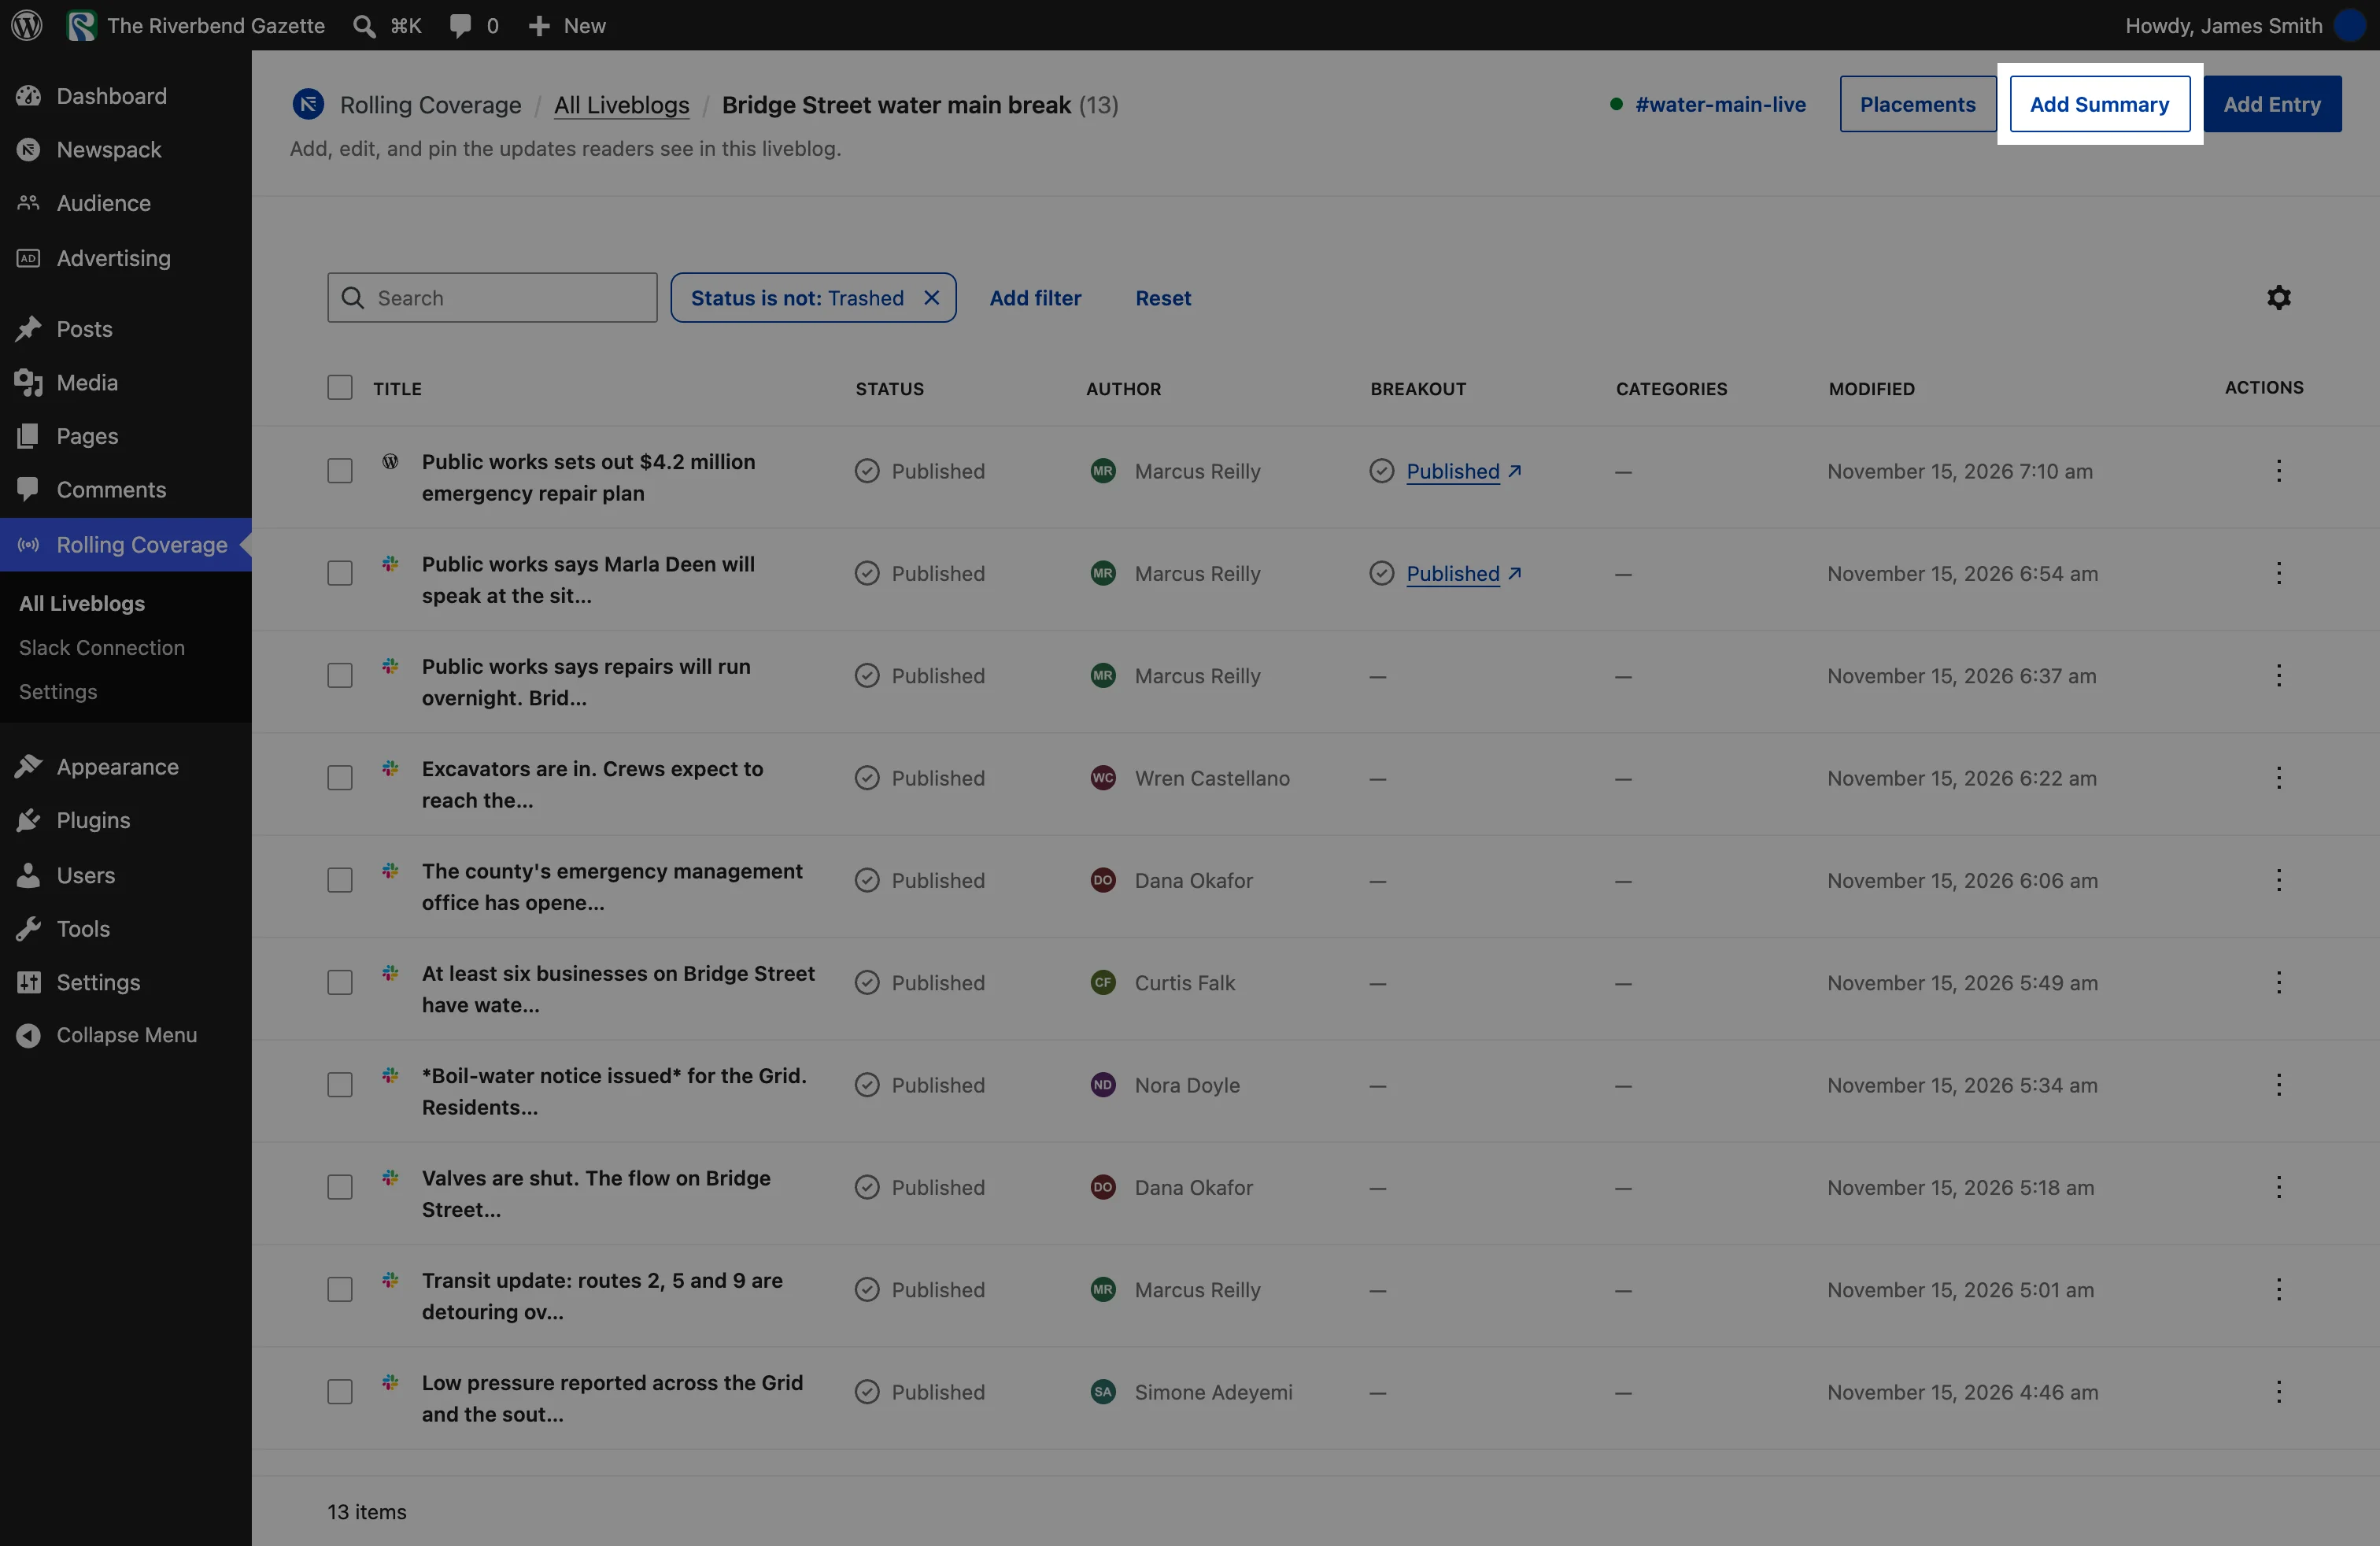 The Riverbend Gazette ⌘K 0 New Howdy, James Smith
Dashboard
Newspack
Audience
Advertising
Posts
Media
Pages
Comments
Rolling Coverage
All Liveblogs
Slack Connection
Settings
Appearance
Plugins
Users
Tools
Settings
Collapse Menu
Rolling Coverage / All Liveblogs / Bridge Street water main break (13)
#water-main-live Placements Add Summary Add Entry
Add, edit, and pin the updates readers see in this liveblog.
Search Status is not: Trashed Add filter Reset
TITLE STATUS AUTHOR BREAKOUT CATEGORIES MODIFIED ACTIONS
Public works sets out $4.2 million
emergency repair plan
Published MR Marcus Reilly Published ↗ — November 15, 2026 7:10 am
Public works says Marla Deen will
speak at the sit...
Published MR Marcus Reilly Published ↗ — November 15, 2026 6:54 am
Public works says repairs will run
overnight. Brid...
Published MR Marcus Reilly — — November 15, 2026 6:37 am
Excavators are in. Crews expect to
reach the...
Published WC Wren Castellano — — November 15, 2026 6:22 am
The county's emergency management
office has opene...
Published DO Dana Okafor — — November 15, 2026 6:06 am
At least six businesses on Bridge Street
have wate...
Published CF Curtis Falk — — November 15, 2026 5:49 am
*Boil-water notice issued* for the Grid.
Residents...
Published ND Nora Doyle — — November 15, 2026 5:34 am
Valves are shut. The flow on Bridge
Street...
Published DO Dana Okafor — — November 15, 2026 5:18 am
Transit update: routes 2, 5 and 9 are
detouring ov...
Published MR Marcus Reilly — — November 15, 2026 5:01 am
Low pressure reported across the Grid
and the sout...
Published SA Simone Adeyemi — — November 15, 2026 4:46 am
13 items